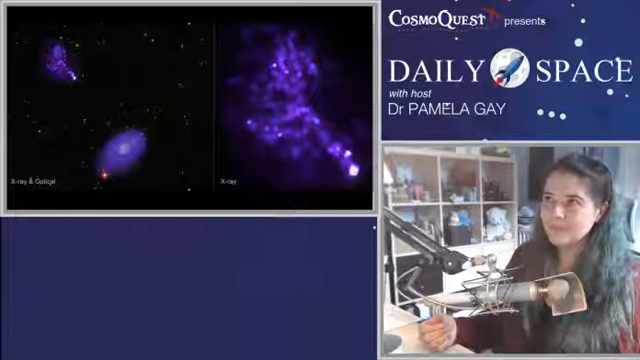 COSMOQUEST presents
DAILY SPACE
with host
Dr PAMELA GAY
X-ray & Optical
X-ray